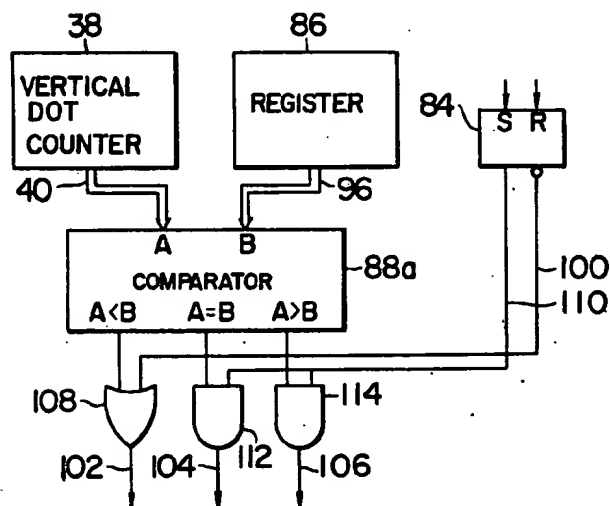 38
86
VERTICAL
DOT
COUNTER
REGISTER
84
S R
40
96
A B
COMPARATOR
88a
A<B A=B A>B
100
110
108
114
112
102
104
106